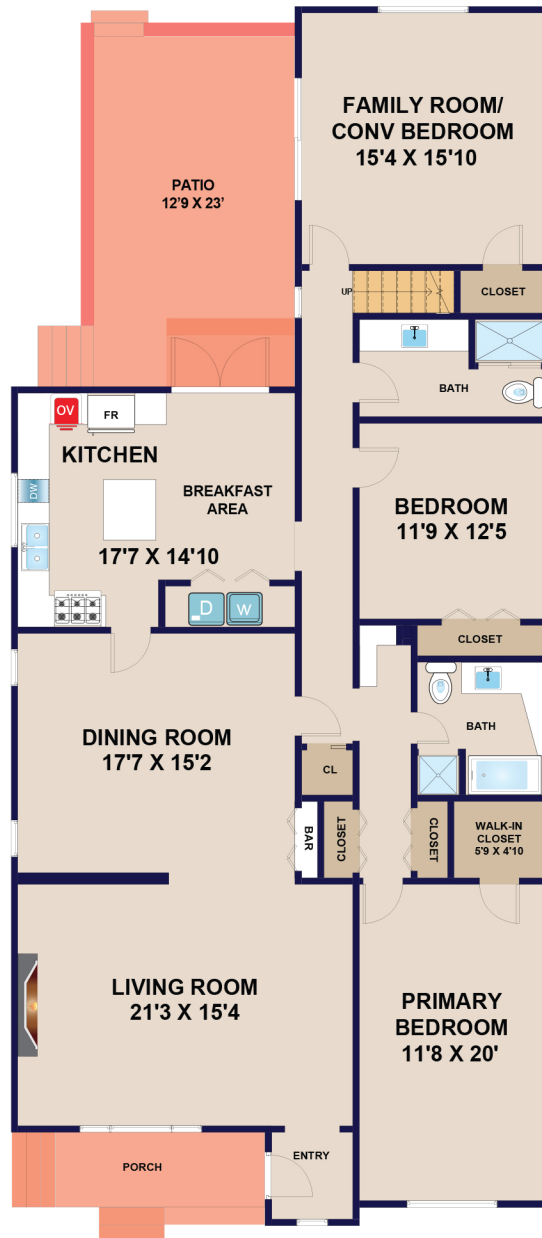 FAMILY ROOM/
CONV BEDROOM
15'4 X 15'10
PATIO
12'9 X 23'
UP
CLOSET
BATH
OV
FR
KITCHEN
DW
BREAKFAST
AREA
17'7 X 14'10
D
W
BEDROOM
11'9 X 12'5
CLOSET
BATH
DINING ROOM
17'7 X 15'2
CL
BAR
CLOSET
CLOSET
WALK-IN
CLOSET
5'9 X 4'10
LIVING ROOM
21'3 X 15'4
PRIMARY
BEDROOM
11'8 X 20'
PORCH
ENTRY